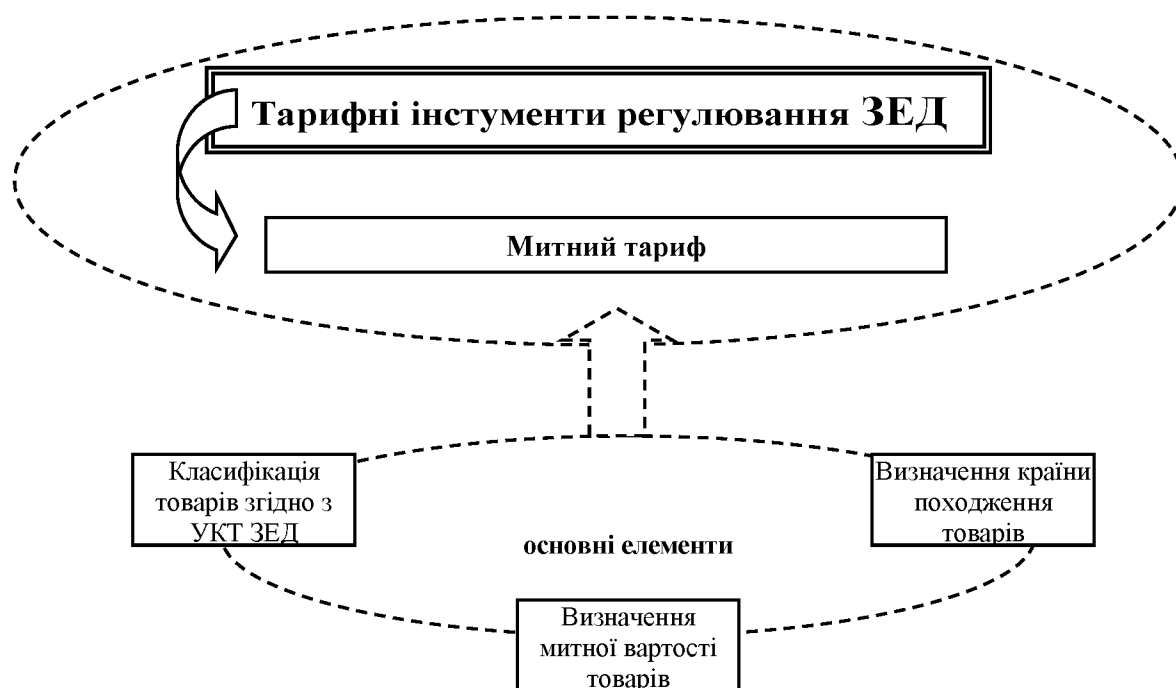 Тарифні інстументи регулювання ЗЕД
Митний тариф
Класифікація
товарів згідно з
УКТ ЗЕД
Визначення країни
походження
товарів
основні елементи
Визначення
митної вартості
товарів